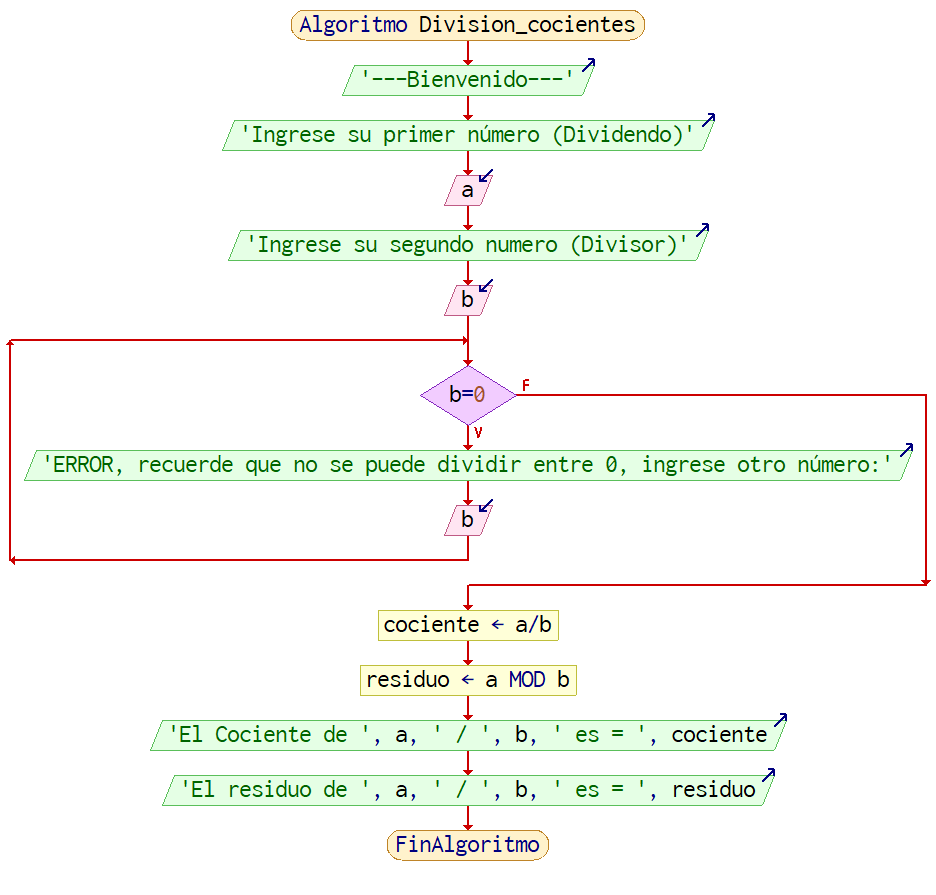 Algoritmo Division_cocientes
'---Bienvenido---'
'Ingrese su primer número (Dividendo)'
a
'Ingrese su segundo numero (Divisor)'
b
b=0
F
V
'ERROR, recuerde que no se puede dividir entre 0, ingrese otro número:'
b
cociente ← a/b
residuo ← a MOD b
'El Cociente de ', a, ' / ', b, ' es = ', cociente
'El residuo de ', a, ' / ', b, ' es = ', residuo
FinAlgoritmo